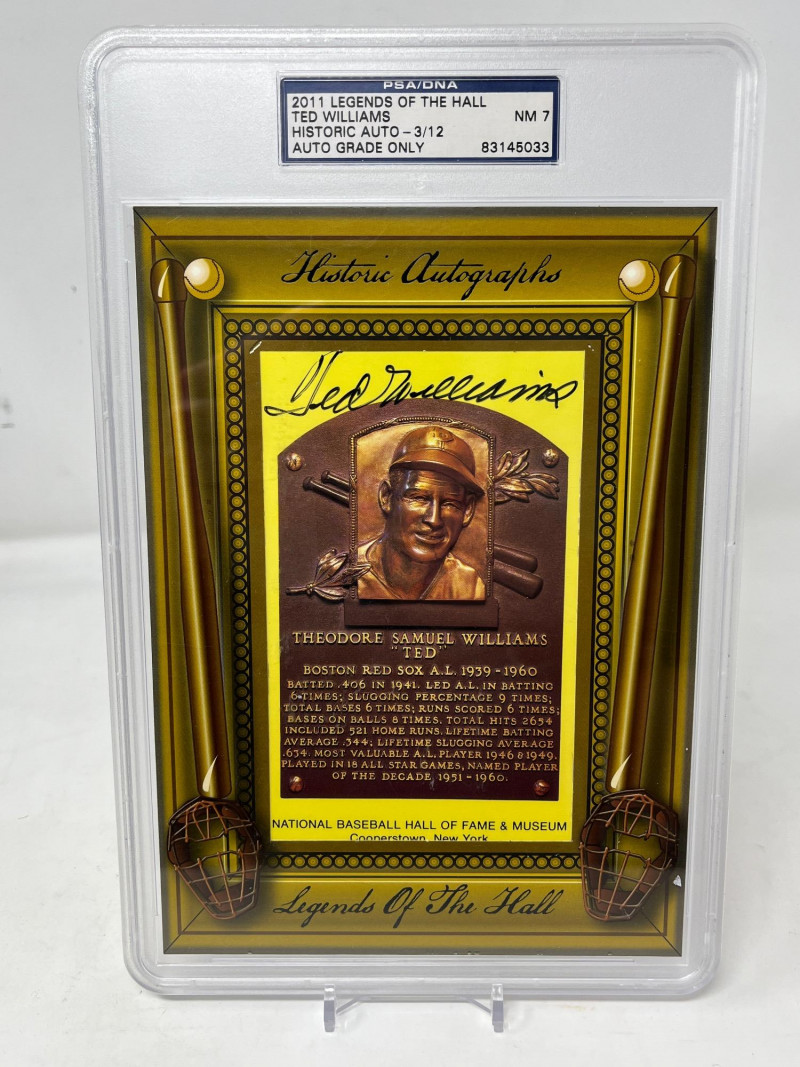 PSA/DNA
2011 LEGENDS OF THE HALL
TED WILLIAMS NM 7
HISTORIC AUTO - 3/12
AUTO GRADE ONLY 83145033
Historic Autographs
Ted Williams
THEODORE SAMUEL WILLIAMS
"TED"
BOSTON RED SOX A.L. 1939-1960
BATTED .406 IN 1941. LED A.L. IN BATTING
6 TIMES; SLUGGING PERCENTAGE 9 TIMES;
TOTAL BASES 6 TIMES; RUNS SCORED 6 TIMES;
BASES ON BALLS 8 TIMES. TOTAL HITS 2654
INCLUDED 521 HOME RUNS. LIFETIME BATTING
AVERAGE .344; LIFETIME SLUGGING AVERAGE
.634. MOST VALUABLE A.L. PLAYER 1946 & 1949.
PLAYED IN 18 ALL STAR GAMES, NAMED PLAYER
OF THE DECADE 1951-1960.
NATIONAL BASEBALL HALL OF FAME & MUSEUM
Cooperstown, New York
Legends Of The Hall